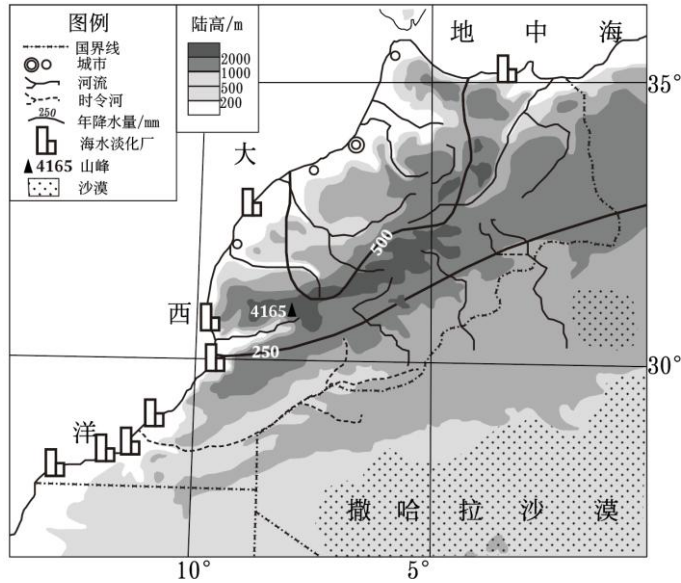 图例
国界线
城市
河流
时令河
250 年降水量/mm
海水淡化厂
▲4165 山峰
沙漠
陆高/m
2000
1000
500
200
地 中 海
35°
大
西
洋
500
4165▲
250
30°
撒 哈 拉 沙 漠
10° 5°